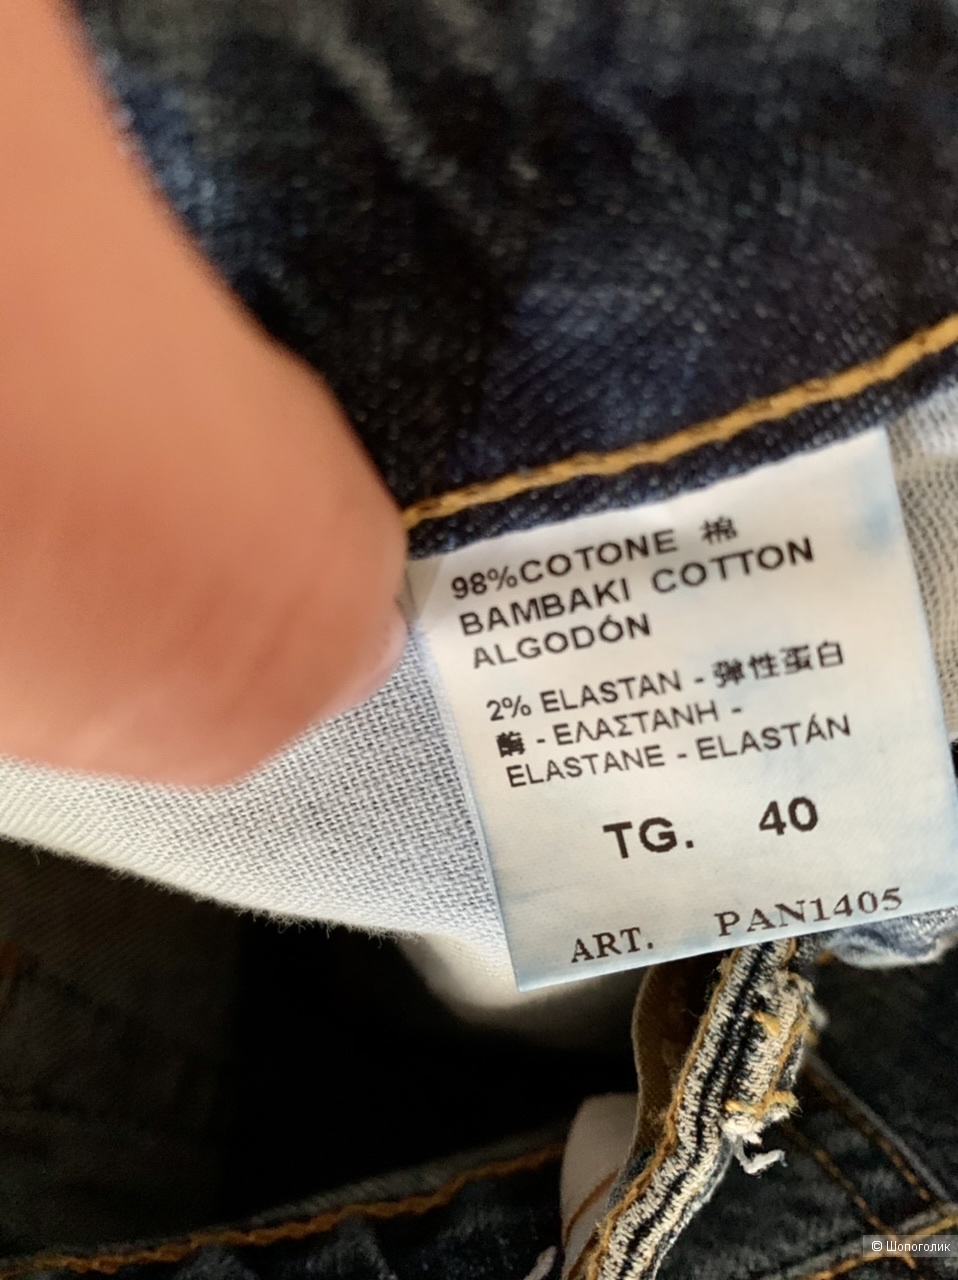 98%COTONE 棉
BAMBAKI COTTON
ALGODÓN
2% ELASTAN - 弹性蛋白
酶 - ΕΛΑΣΤΑΝΗ -
ELASTANE - ELASTÁN
TG. 40
ART. PAN1405
© Шопоголик